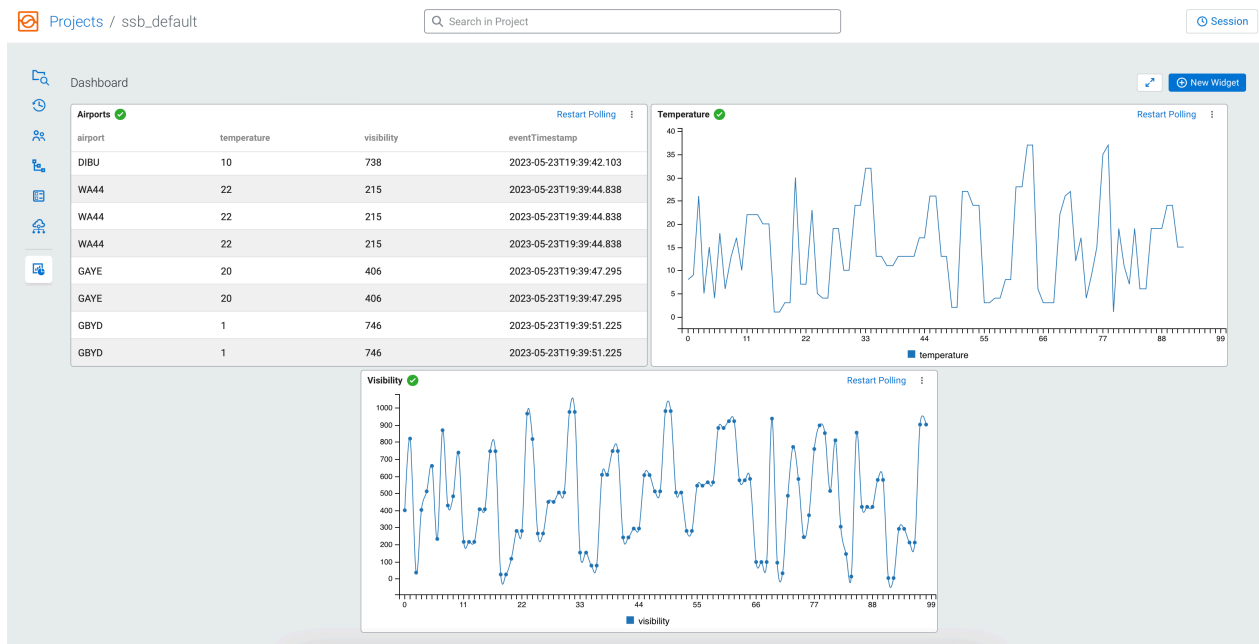 Projects / ssb_default
Search in Project
Session
Dashboard
New Widget
Airports
Restart Polling
airport temperature visibility eventTimestamp
DIBU 10 738 2023-05-23T19:39:42.103
WA44 22 215 2023-05-23T19:39:44.838
WA44 22 215 2023-05-23T19:39:44.838
WA44 22 215 2023-05-23T19:39:44.838
GAYE 20 406 2023-05-23T19:39:47.295
GAYE 20 406 2023-05-23T19:39:47.295
GBYD 1 746 2023-05-23T19:39:51.225
GBYD 1 746 2023-05-23T19:39:51.225
Temperature
Restart Polling
40
35
30
25
20
15
10
5
0
0 11 22 33 44 55 66 77 88 99
temperature
Visibility
Restart Polling
1000
900
800
700
600
500
400
300
200
100
0
0 11 22 33 44 55 66 77 88 99
visibility